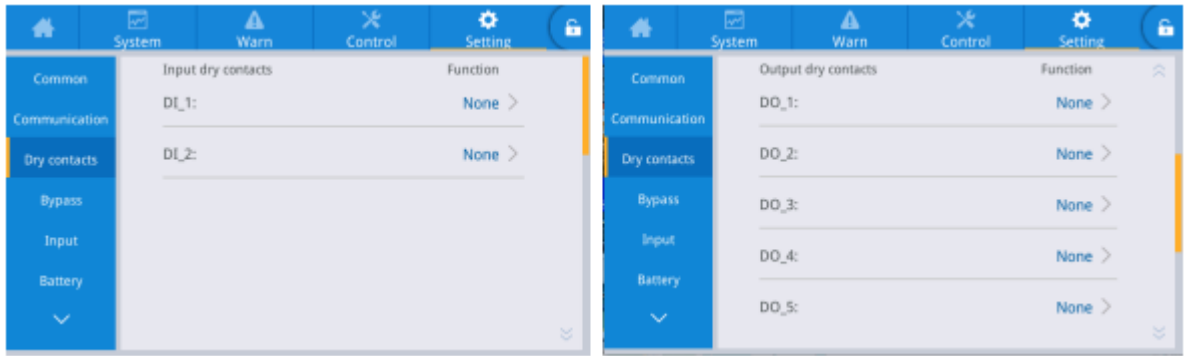 System Warn Control Setting
Common
Communication
Dry contacts
Bypass
Input
Battery
Input dry contacts Function
DI_1: None
DI_2: None
System Warn Control Setting
Common
Communication
Dry contacts
Bypass
Input
Battery
Output dry contacts Function
DO_1: None
DO_2: None
DO_3: None
DO_4: None
DO_5: None